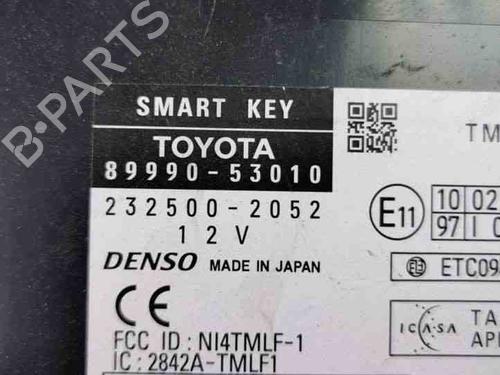 B-PARTS
SMART KEY
TOYOTA
89990-53010
232500-2052
12V
DENSO MADE IN JAPAN
CE
FCC ID : NI4TMLF-1
IC : 2842A-TMLF1
TM
E11
10 02
97 I
ETC09
ICASA
TA
AP